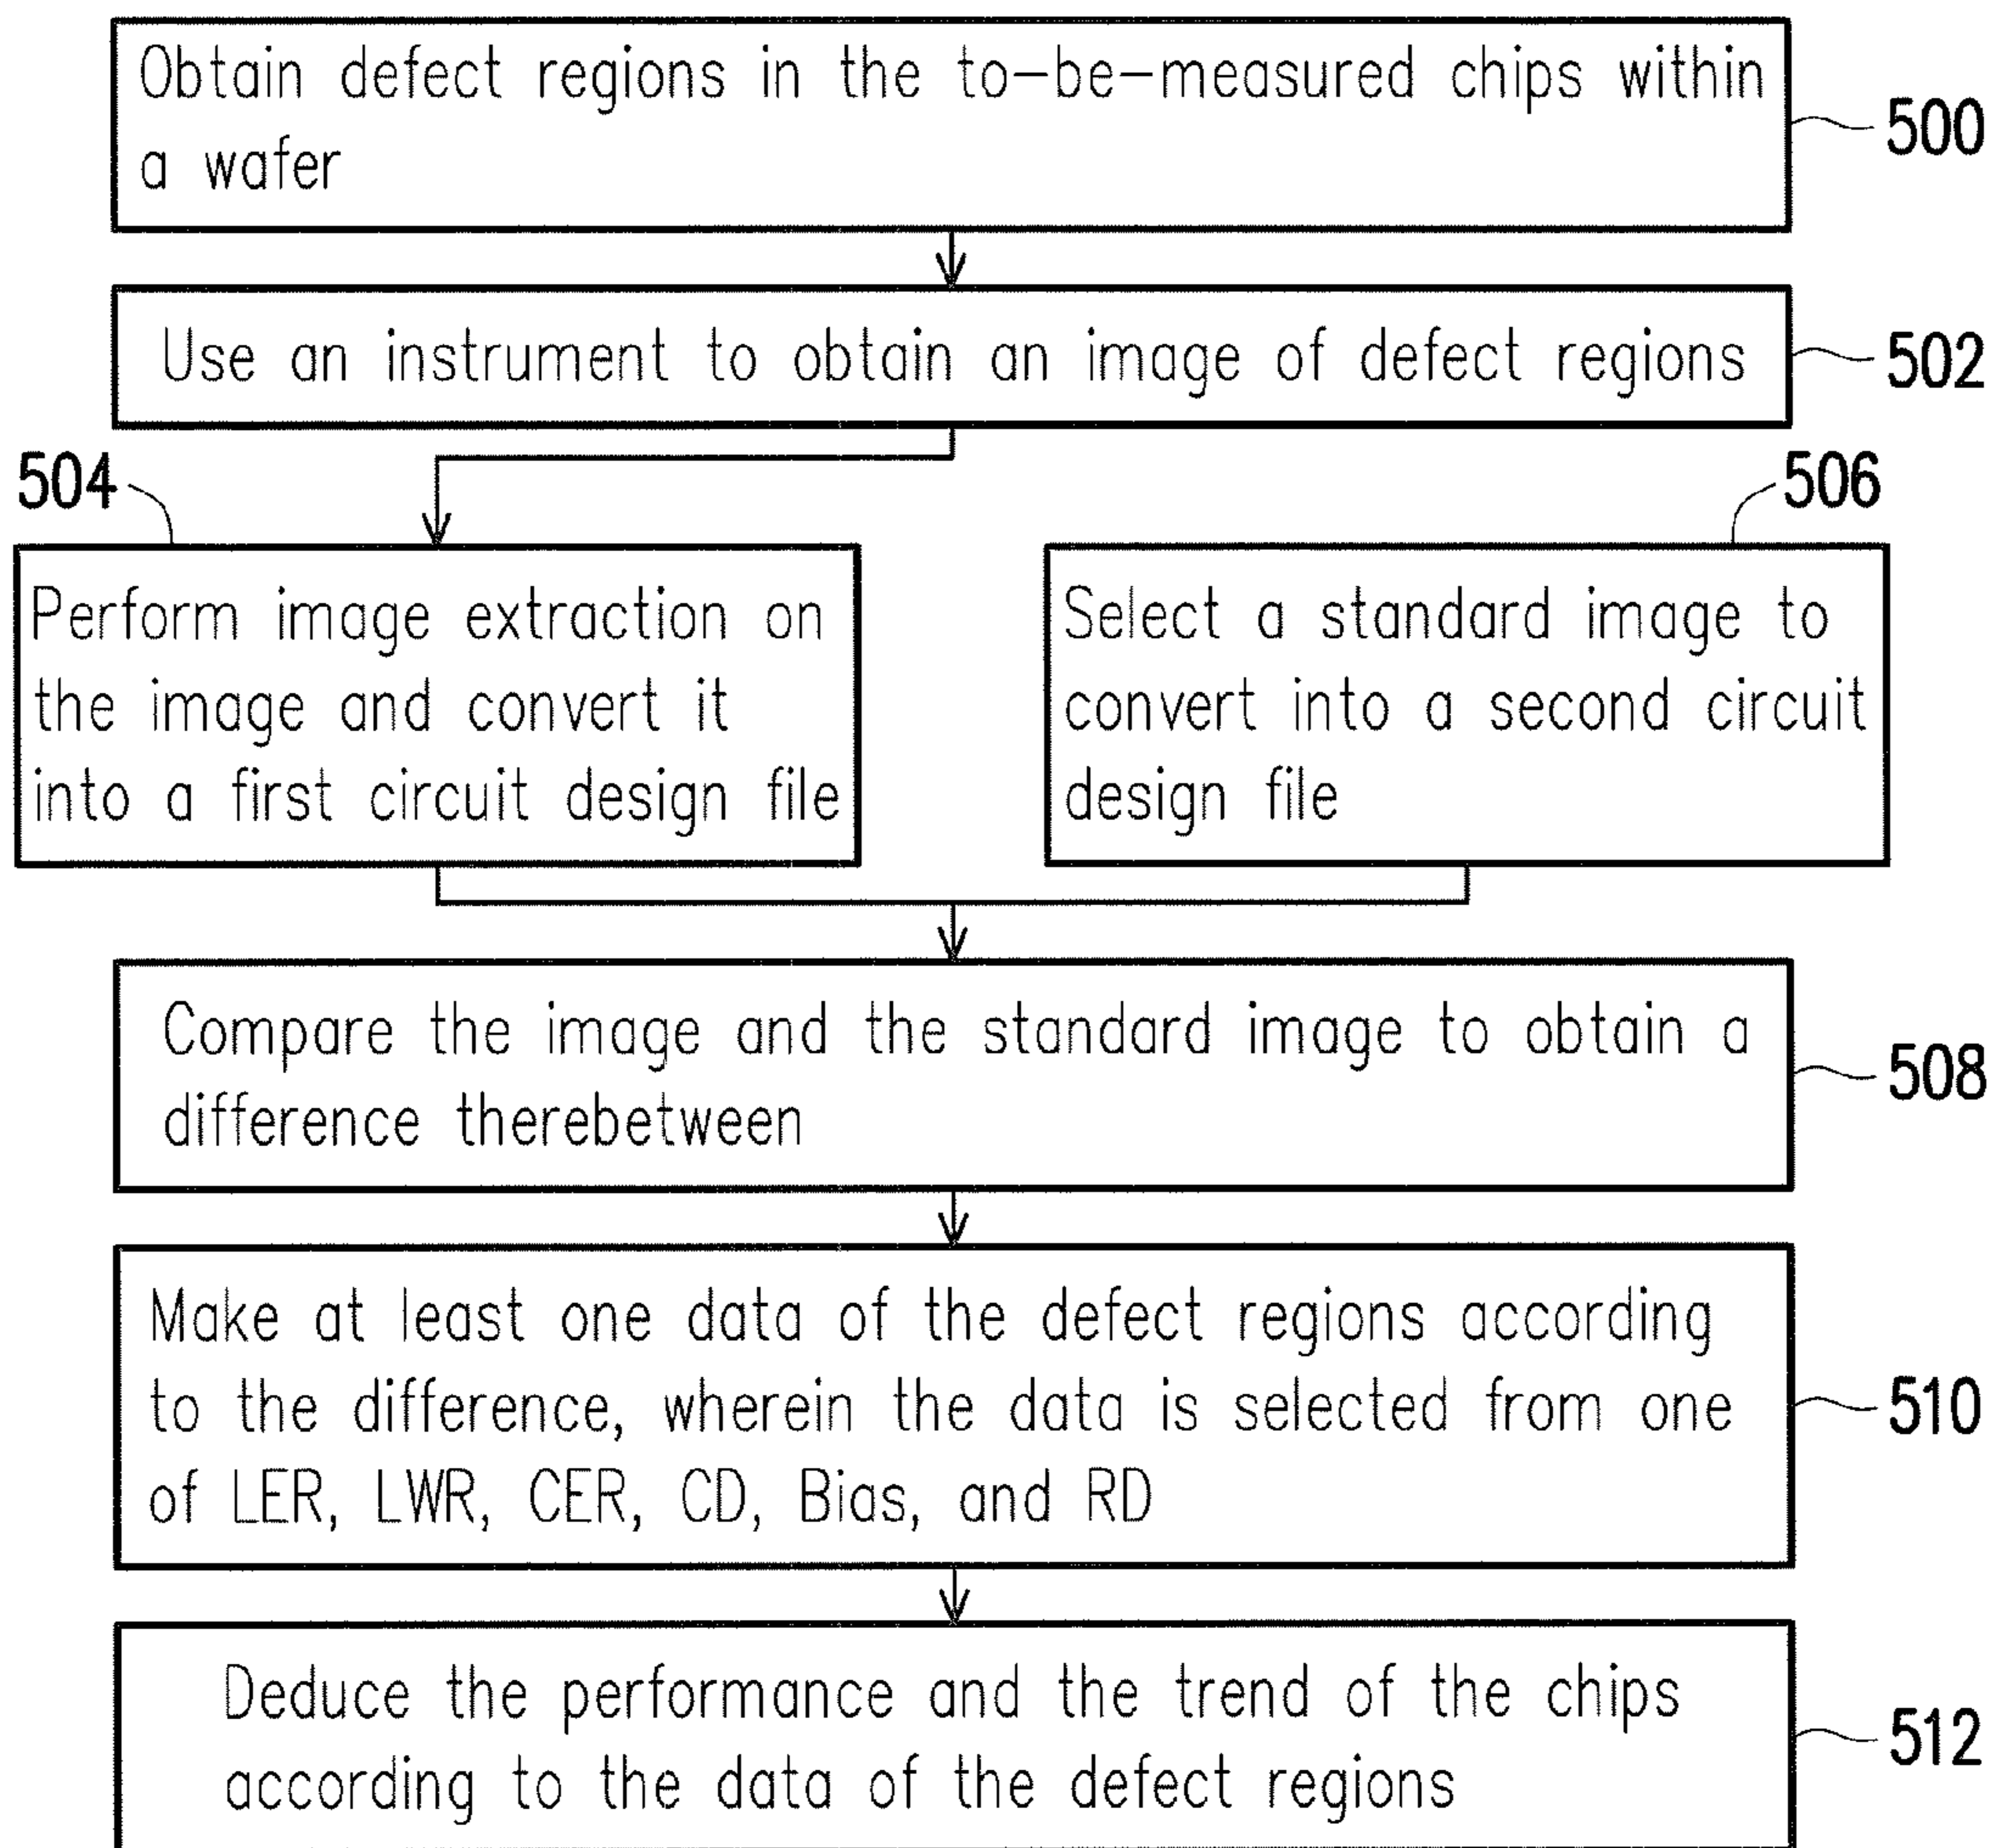 Obtain defect regions in the to-be-measured chips within
a wafer
500
Use an instrument to obtain an image of defect regions
502
504
Perform image extraction on
the image and convert it
into a first circuit design file
506
Select a standard image to
convert into a second circuit
design file
Compare the image and the standard image to obtain a
difference therebetween
508
Make at least one data of the defect regions according
to the difference, wherein the data is selected from one
of LER, LWR, CER, CD, Bias, and RD
510
Deduce the performance and the trend of the chips
according to the data of the defect regions
512